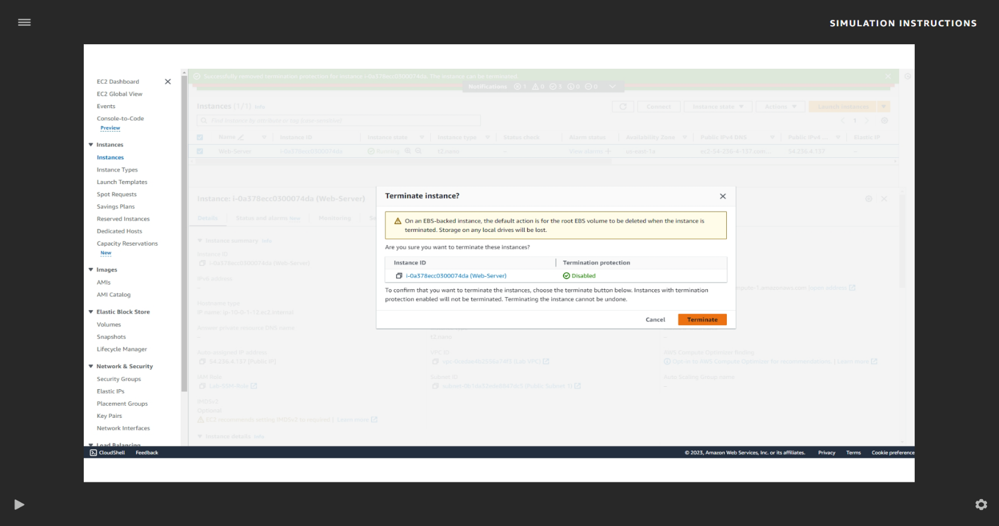 SIMULATION INSTRUCTIONS
EC2 Dashboard
EC2 Global View
Events
Console-to-Code
Preview
Instances
Instances
Instance Types
Launch Templates
Spot Requests
Savings Plans
Reserved Instances
Dedicated Hosts
Capacity Reservations
New
Images
AMIs
AMI Catalog
Elastic Block Store
Volumes
Snapshots
Lifecycle Manager
Network & Security
Security Groups
Elastic IPs
Placement Groups
Key Pairs
Network Interfaces
Load Balancing
Successfully removed termination protection for instance i-0a378ecc0300074da. The instance can be terminated.
Notifications 1 0 3 0 0
Instances (1/1) Info
Connect Instance state Actions Launch instances
Find Instance by attribute or tag (case-sensitive)
1
Name Instance ID Instance state Instance type Status check Alarm status Availability Zone Public IPv4 DNS Public IPv4 ... Elastic IP
Web-Server i-0a378ecc0300074da Running t2.nano – View alarms + us-east-1a ec2-54-236-4-137.com... 54.236.4.137 –
Instance: i-0a378ecc0300074da (Web-Server)
Details Status and alarms New Monitoring
Instance summary Info
Instance ID
i-0a378ecc0300074da (Web-Server)
IPv6 address
–
Hostname type
IP name: ip-10-0-1-12.ec2.internal
Answer private resource DNS name
–
Auto-assigned IP address
54.236.4.137 [Public IP]
IAM Role
Lab-SSM-Role
IMDSv2
Optional
EC2 recommends setting IMDSv2 to required | Learn more
Instance details Info
Terminate instance?
On an EBS-backed instance, the default action is for the root EBS volume to be deleted when the instance is
terminated. Storage on any local drives will be lost.
Are you sure you want to terminate these instances?
Instance ID Termination protection
i-0a378ecc0300074da (Web-Server) Disabled
To confirm that you want to terminate the instances, choose the terminate button below. Instances with termination
protection enabled will not be terminated. Terminating the instance cannot be undone.
Cancel Terminate
t2.nano
VPC ID
(Lab VPC)
Subnet ID
(Public Subnet 1)
open address
–
AWS Compute Optimizer finding
Opt-in to AWS Compute Optimizer for recommendations. | Learn more
Auto Scaling Group name
–
CloudShell Feedback © 2023, Amazon Web Services, Inc. or its affiliates. Privacy Terms Cookie preference